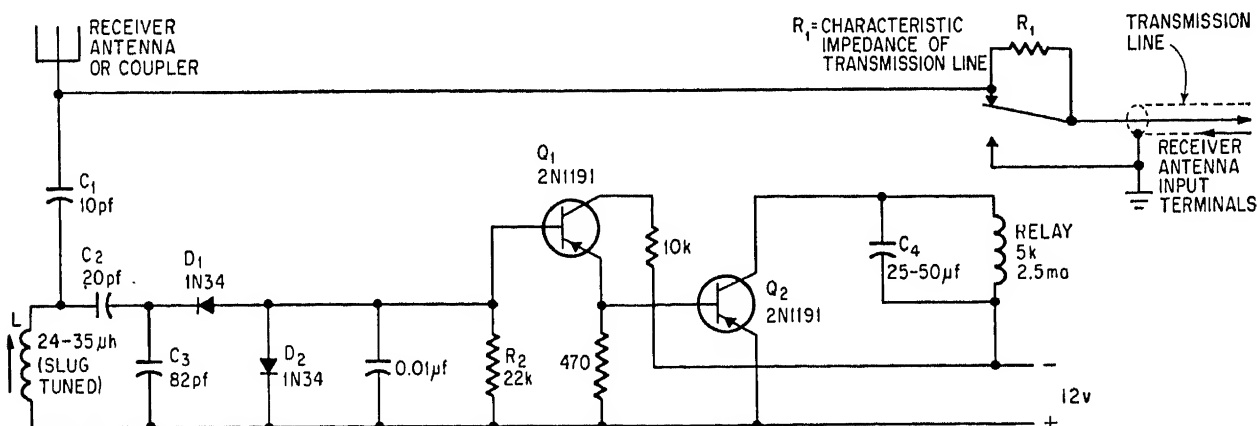 RECEIVER
ANTENNA
OR COUPLER
R₁=CHARACTERISTIC
IMPEDANCE OF
TRANSMISSION LINE
R₁
TRANSMISSION
LINE
RECEIVER
ANTENNA
INPUT
TERMINALS
C₁
10pf
C₂
20pf
D₁
1N34
L
24-35μh
(SLUG
TUNED)
C₃
82pf
D₂
1N34
0.01μf
R₂
22k
Q₁
2N1191
10k
470
Q₂
2N1191
C₄
25-50μf
RELAY
5k
2.5ma
−
12v
+